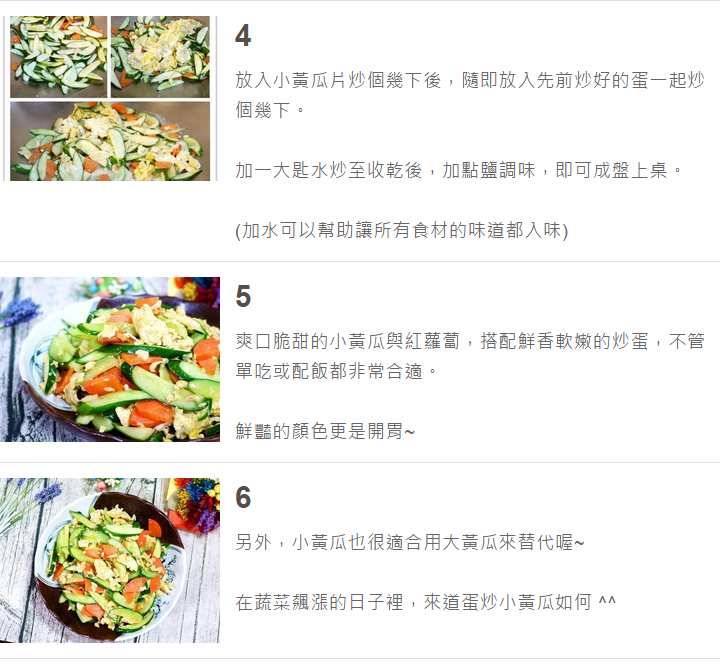 4
放入小黃瓜片炒個幾下後，隨即放入先前炒好的蛋一起炒
個幾下。
加一大匙水炒至收乾後，加點鹽調味，即可成盤上桌。
(加水可以幫助讓所有食材的味道都入味)
5
爽口脆甜的小黃瓜與紅蘿蔔，搭配鮮香軟嫩的炒蛋，不管
單吃或配飯都非常合適。
鮮豔的顏色更是開胃~
6
另外，小黃瓜也很適合用大黃瓜來替代喔~
在蔬菜飆漲的日子裡，來道蛋炒小黃瓜如何 ^^